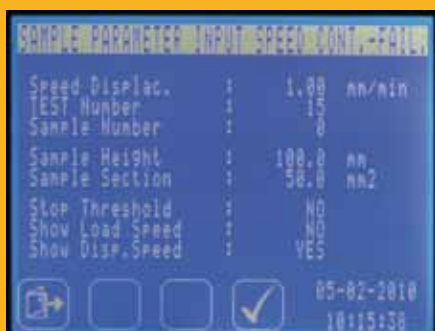 SAMPLE PARAMETER INPUT SPEED CONT.-FAIL.
Speed Displac. : 1.00 mm/min
TEST Number : 15
Sample Number : 0
Sample Height : 100.0 mm
Sample Section : 50.0 mm2
Stop Threshold : NO
Show Load Speed : NO
Show Disp.Speed : YES
05-02-2010
10:15:38